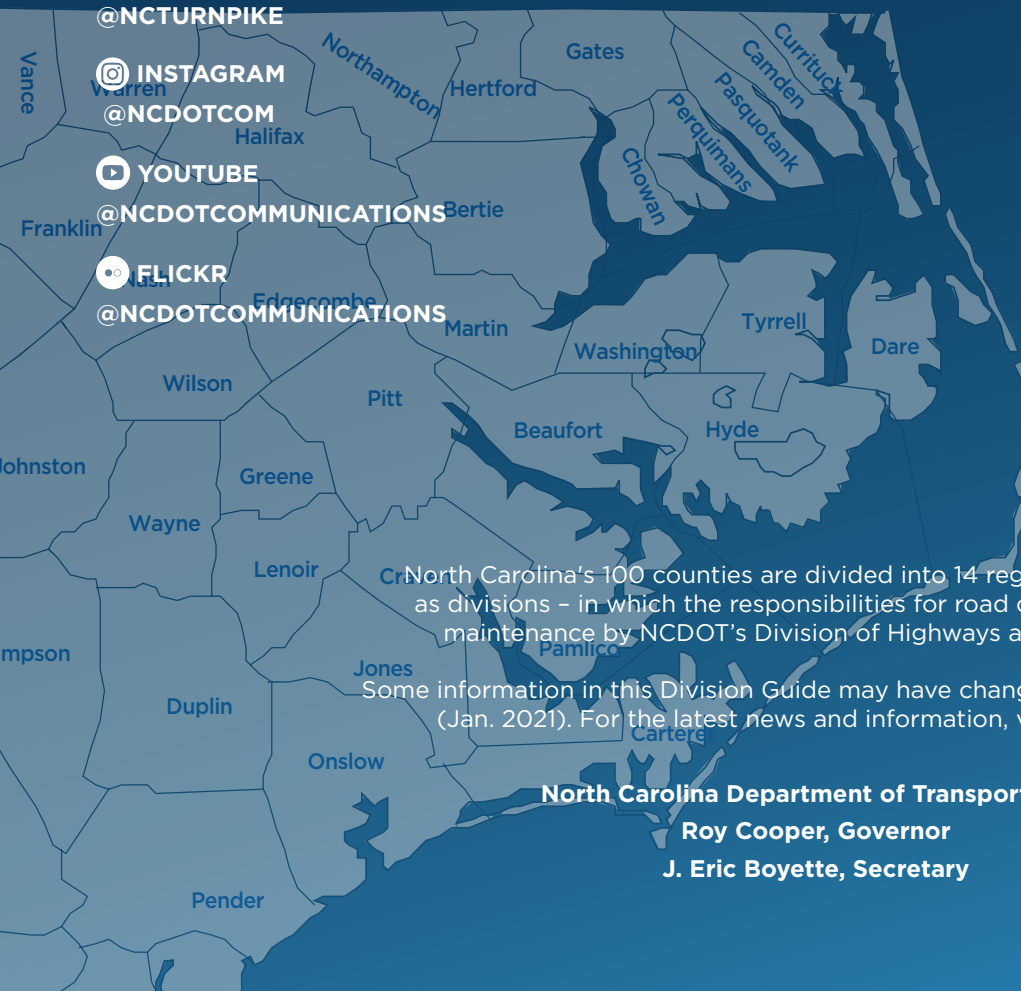 @NCTURNPIKE
INSTAGRAM
@NCDOTCOM
YOUTUBE
@NCDOTCOMMUNICATIONS
FLICKR
@NCDOTCOMMUNICATIONS
Vance
Warren
Northampton
Halifax
Hertford
Gates
Currituck
Camden
Pasquotank
Perquimans
Chowan
Franklin
Bertie
Nash
Edgecombe
Martin
Washington
Tyrrell
Dare
Wilson
Pitt
Beaufort
Hyde
Johnston
Greene
Wayne
Lenoir
Craven
Pamlico
mpson
Jones
Duplin
Carteret
Onslow
Pender
North Carolina's 100 counties are divided into 14 reg
as divisions – in which the responsibilities for road
maintenance by NCDOT's Division of Highways a
Some information in this Division Guide may have chang
(Jan. 2021). For the latest news and information, v
North Carolina Department of Transpor
Roy Cooper, Governor
J. Eric Boyette, Secretary